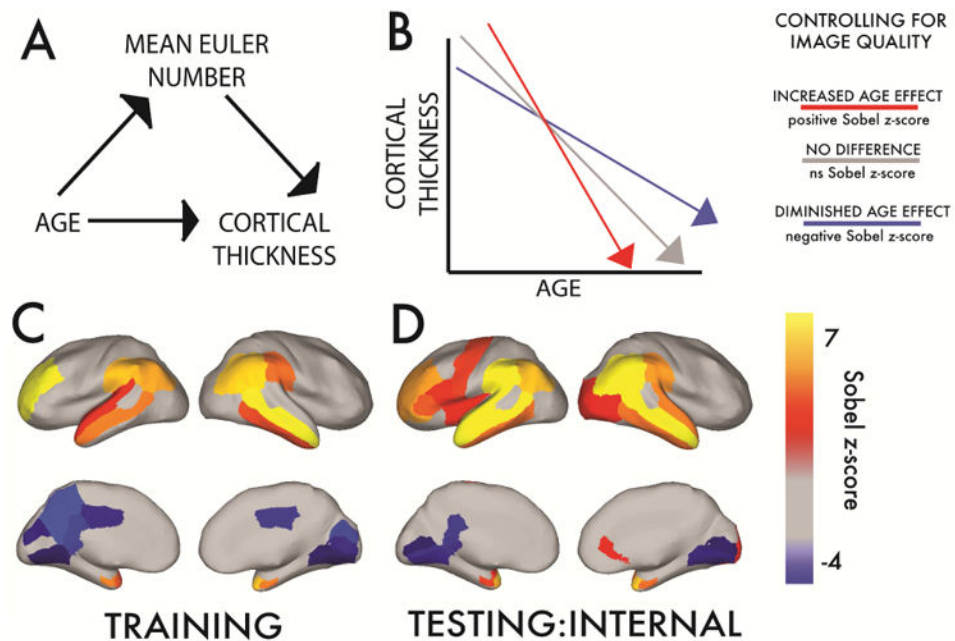 A
MEAN EULER
NUMBER
AGE
CORTICAL
THICKNESS
B
CORTICAL
THICKNESS
AGE
CONTROLLING FOR
IMAGE QUALITY
INCREASED AGE EFFECT
positive Sobel z-score
NO DIFFERENCE
ns Sobel z-score
DIMINISHED AGE EFFECT
negative Sobel z-score
C
D
7
Sobel z-score
-4
TRAINING
TESTING:INTERNAL